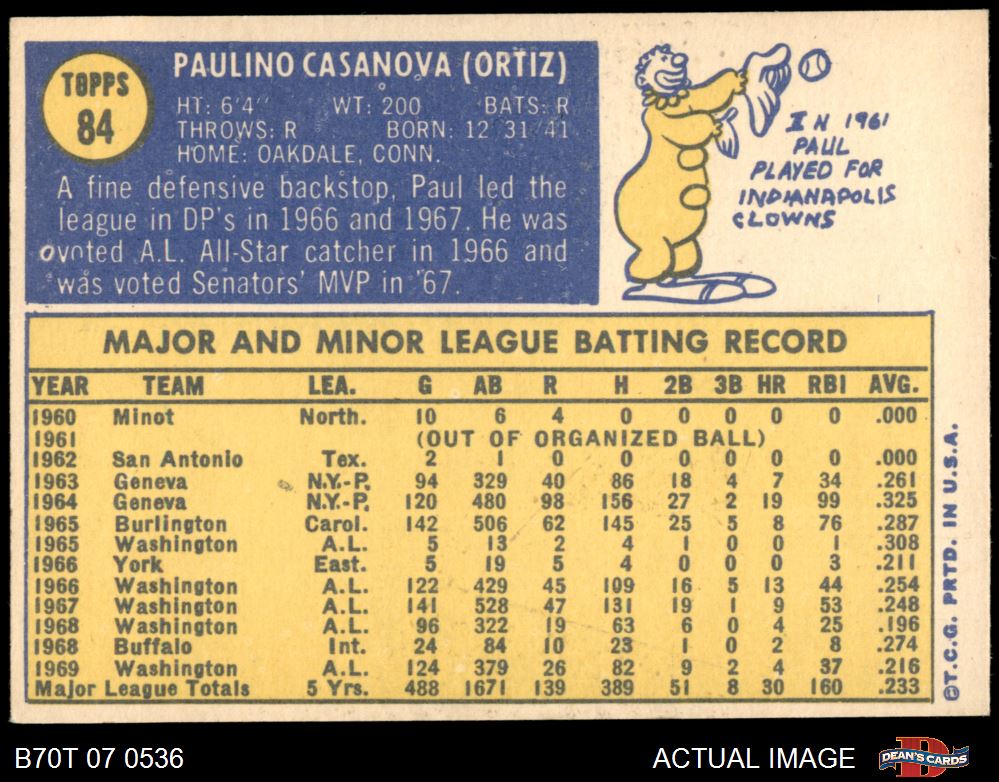 TOPPS
84
PAULINO CASANOVA (ORTIZ)
HT: 6'4" WT: 200 BATS: R
THROWS: R BORN: 12 31 41
HOME: OAKDALE, CONN.
A fine defensive backstop, Paul led the
league in DP's in 1966 and 1967. He was
voted A.L. All-Star catcher in 1966 and
was voted Senators' MVP in '67.
IN 1961
PAUL
PLAYED FOR
INDIANAPOLIS
CLOWNS
MAJOR AND MINOR LEAGUE BATTING RECORD
YEAR TEAM LEA. G AB R H 2B 3B HR RBI AVG.
1960 Minot North. 10 6 4 0 0 0 0 0 .000
1961 (OUT OF ORGANIZED BALL)
1962 San Antonio Tex. 2 1 0 0 0 0 0 0 .000
1963 Geneva N.Y.-P. 94 329 40 86 18 4 7 34 .261
1964 Geneva N.Y.-P. 120 480 98 156 27 2 19 99 .325
1965 Burlington Carol. 142 506 62 145 25 5 8 76 .287
1965 Washington A.L. 5 13 2 4 1 0 0 1 .308
1966 York East. 5 19 5 4 0 0 0 3 .211
1966 Washington A.L. 122 429 45 109 16 5 13 44 .254
1967 Washington A.L. 141 528 47 131 19 1 9 53 .248
1968 Washington A.L. 96 322 19 63 6 0 4 25 .196
1968 Buffalo Int. 24 84 10 23 1 0 2 8 .274
1969 Washington A.L. 124 379 26 82 9 2 4 37 .216
Major League Totals 5 Yrs. 488 1671 139 389 51 8 30 160 .233
©T.C.G. PRTD. IN U.S.A.
B70T 07 0536
ACTUAL IMAGE
DEAN'S CARDS